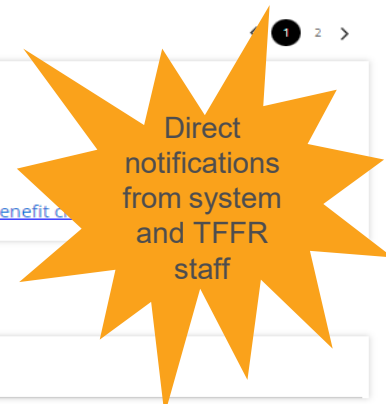 1 2
Direct
notifications
from system
and TFFR
staff
enefit c